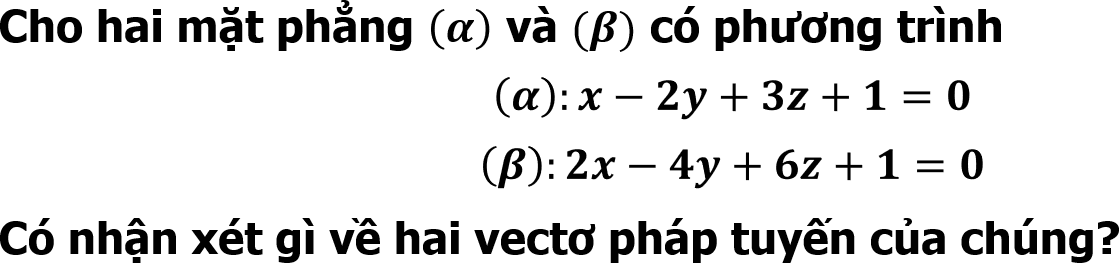 Cho hai mặt phẳng (α) và (β) có phương trình
(α): x − 2y + 3z + 1 = 0
(β): 2x − 4y + 6z + 1 = 0
Có nhận xét gì về hai vectơ pháp tuyến của chúng?